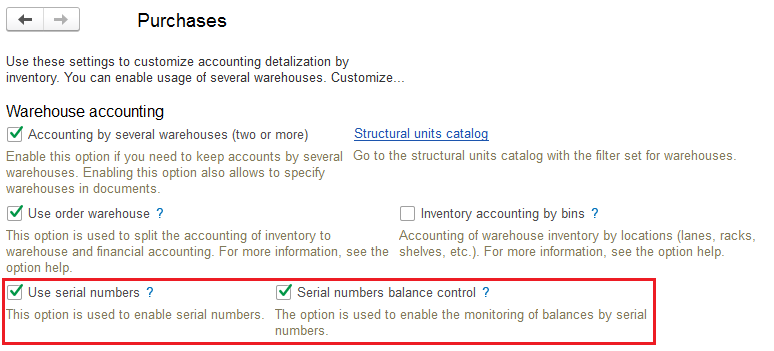 Purchases
Use these settings to customize accounting detalization by
inventory. You can enable usage of several warehouses. Customize...
Warehouse accounting
Accounting by several warehouses (two or more)
Structural units catalog
Enable this option if you need to keep accounts by several
warehouses. Enabling this option also allows to specify
warehouses in documents.
Go to the structural units catalog with the filter set for warehouses.
Use order warehouse ?
Inventory accounting by bins ?
This option is used to split the accounting of inventory to
warehouse and financial accounting. For more information, see the
option help.
Accounting of warehouse inventory by locations (lanes, racks,
shelves, etc.). For more information, see the option help.
Use serial numbers ?
Serial numbers balance control ?
This option is used to enable serial numbers.
The option is used to enable the monitoring of balances by serial
numbers.